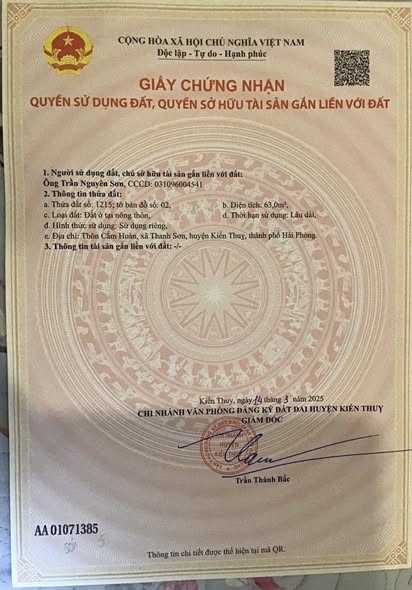 CỘNG HÒA XÃ HỘI CHỦ NGHĨA VIỆT NAM
Độc lập - Tự do - Hạnh phúc
GIẤY CHỨNG NHẬN
QUYỀN SỬ DỤNG ĐẤT, QUYỀN SỞ HỮU TÀI SẢN GẮN LIỀN VỚI ĐẤT
1. Người sử dụng đất, chủ sở hữu tài sản gắn liền với đất:
Ông Trần Nguyên Sơn, CCCD: 031096004541
2. Thông tin thửa đất:
a. Thửa đất số: 1215; tờ bản đồ số: 02, b. Diện tích: 63,0m²,
c. Loại đất: Đất ở tại nông thôn, d. Thời hạn sử dụng: Lâu dài,
đ. Hình thức sử dụng: Sử dụng riêng,
e. Địa chỉ: Thôn Cẩm Hoàn, xã Thanh Sơn, huyện Kiến Thuỵ, thành phố Hải Phòng.
3. Thông tin tài sản gắn liền với đất: -/-
Kiến Thuỵ, ngày 14 tháng 3 năm 2025
CHI NHÁNH VĂN PHÒNG ĐĂNG KÝ ĐẤT ĐAI HUYỆN KIẾN THUỴ
GIÁM ĐỐC
Trần Thành Bắc
AA 01071385
Thông tin chi tiết được thể hiện tại mã QR.